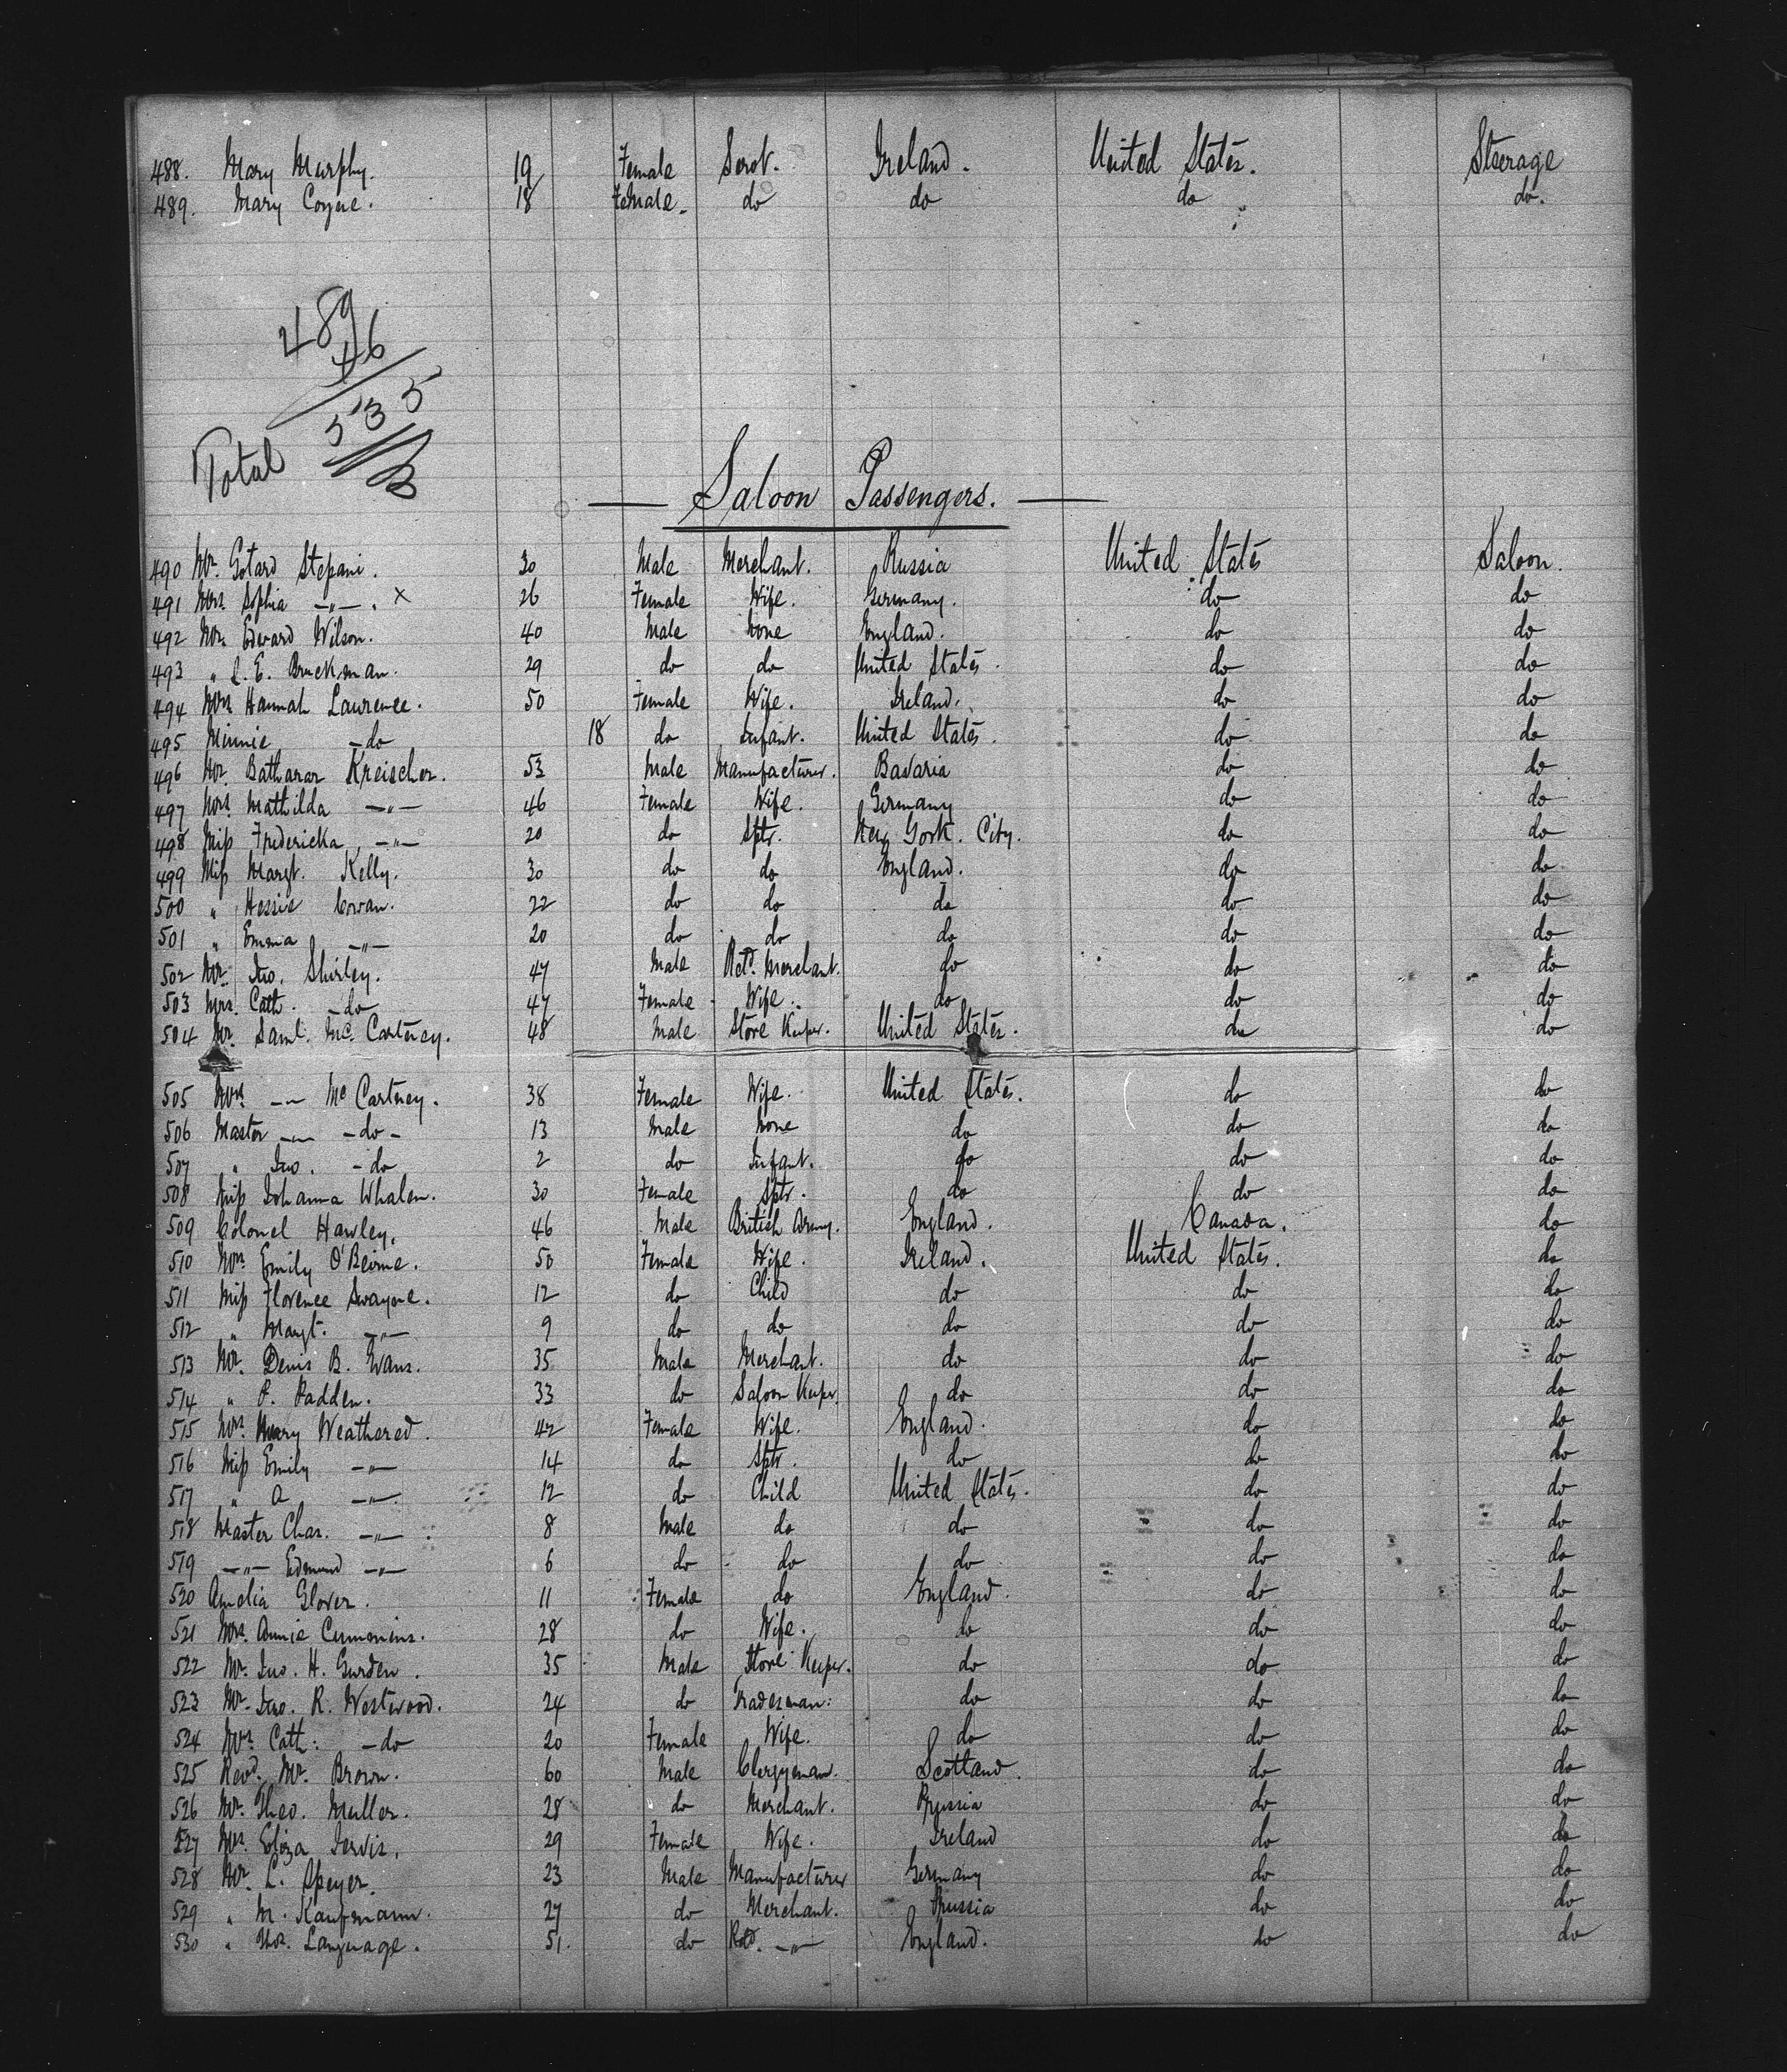 488. Mary Murphy. 19 Female Servt. Ireland. United States. Steerage
489. Mary Coyne. 18 Female. do do do do.
489
46
535
Total
Saloon Passengers.
490 Mr. Gotard Stepani. 30 Male Merchant. Russia United States Saloon.
491 Mrs. Sophia -"- . x 26 Female Wife. Germany. do do
492 Mr. Edward Wilson. 40 Male None England. do do
493 " L. E. Bruckman. 29 do do United States. do do
494 Mrs. Hannah Lawrence. 50 Female Wife. Ireland. do do
495 Minnie -do 18 do Infant. United States. do do
496 Mr. Batharar Kreischer. 53 Male Manufacturer. Bavaria do do
497 Mrs. Mathilda -"- 46 Female Wife. Germany do do
498 Miss Fredericka, -"- 20 do Sptr. New York. City. do do
499 Miss Margt. Kelly. 30 do do England. do do
500 " Hessie Cowan. 22 do do do do do
501 " Emma -"- 20 do do do do do
502 Mr. Jno. Shirley. 47 Male Retd. Merchant. do do do
503 Mrs. Cath. -do 47 Female Wife. do do do
504 Mr. Saml. Mc. Cartney. 48 Male Store Keeper. United States. do do
505 Mrs. -"- Mc Cartney. 38 Female Wife. United States. do do
506 Master -"- -do- 13 Male None do do do
507 " Jno. -do 2 do Infant. do do do
508 Miss Johanna Whalen. 30 Female Sptr. do do do
509 Colonel Hawley. 46 Male British Army. England. Canada. do
510 Mrs. Emily O'Beirne. 50 Female Wife. Ireland. United States. do
511 Miss Florence Swayne. 12 do Child do do do
512 " Margt. -"- 9 do do do do do
513 Mr. Denis B. Evans. 35 Male Merchant. do do do
514 " P. Padden. 33 do Saloon Keeper do do do
515 Mrs. Mary Weathered. 42 Female Wife. England. do do
516 Miss Emily -"- 14 do Sptr. do do do
517 " A -"- 12 do Child United States. do do
518 Master Chas. -"- 8 Male do do do do
519 -"- Edmund -"- 6 do do do do do
520 Amelia Glover. 11 Female do England. do do
521 Mrs. Annie Cummins. 28 do Wife. do do do
522 Mr. Jno. H. Gurden. 35 Male Store Keeper. do do do
523 Mr. Jno. R. Westwood. 24 do Tradesman. do do do
524 Mrs. Cath: -do 20 Female Wife. do do do
525 Revd. Mr. Brown. 60 Male Clergyman. Scotland. do do
526 Mr. Theo. Muller. 28 do Merchant. Prussia do do
527 Mrs. Eliza Jervis. 29 Female Wife. Ireland do do
528 Mr. L. Speyer. 23 Male Manufacturer Germany do do
529 " M. Kaufmann. 27 do Merchant. Prussia do do
530 " Thos. Language. 51. do Retd. -"- England. do do